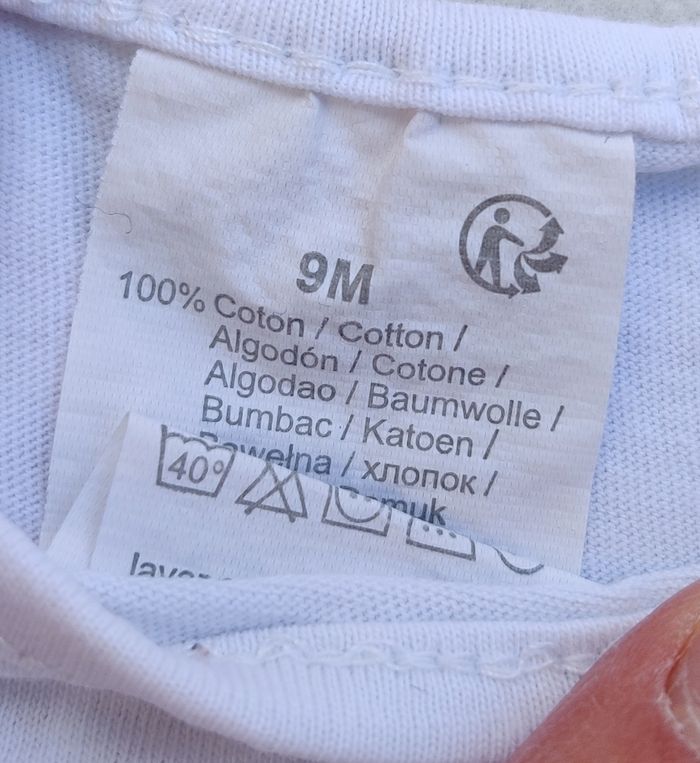 9M
100% Coton / Cotton /
Algodón / Cotone /
Algodao / Baumwolle /
Bumbac / Katoen /
Bawełna / хлопок /
40°